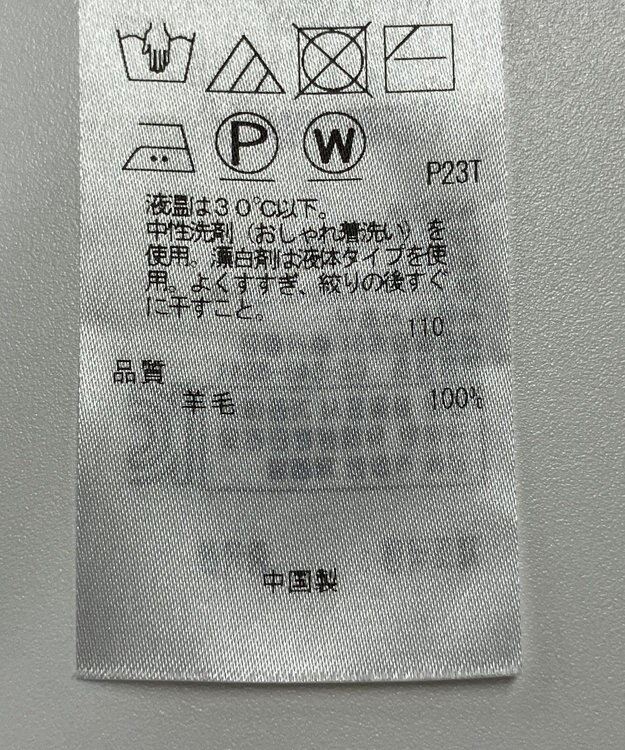 P
W
P23T
液温は30℃以下。
中性洗剤（おしゃれ着洗い）を
使用。漂白剤は液体タイプを使
用。よくすすぎ、絞りの後すぐ
に干すこと。
110
品質
羊毛 100%
中国製